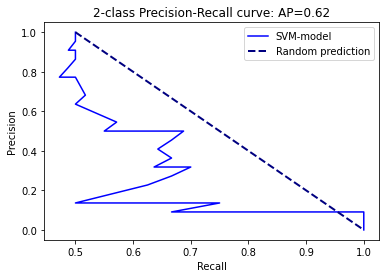 2-class Precision-Recall curve: AP=0.62
SVM-model
Random prediction
Precision
1.0
0.8
0.6
0.4
0.2
0.0
0.5 0.6 0.7 0.8 0.9 1.0
Recall